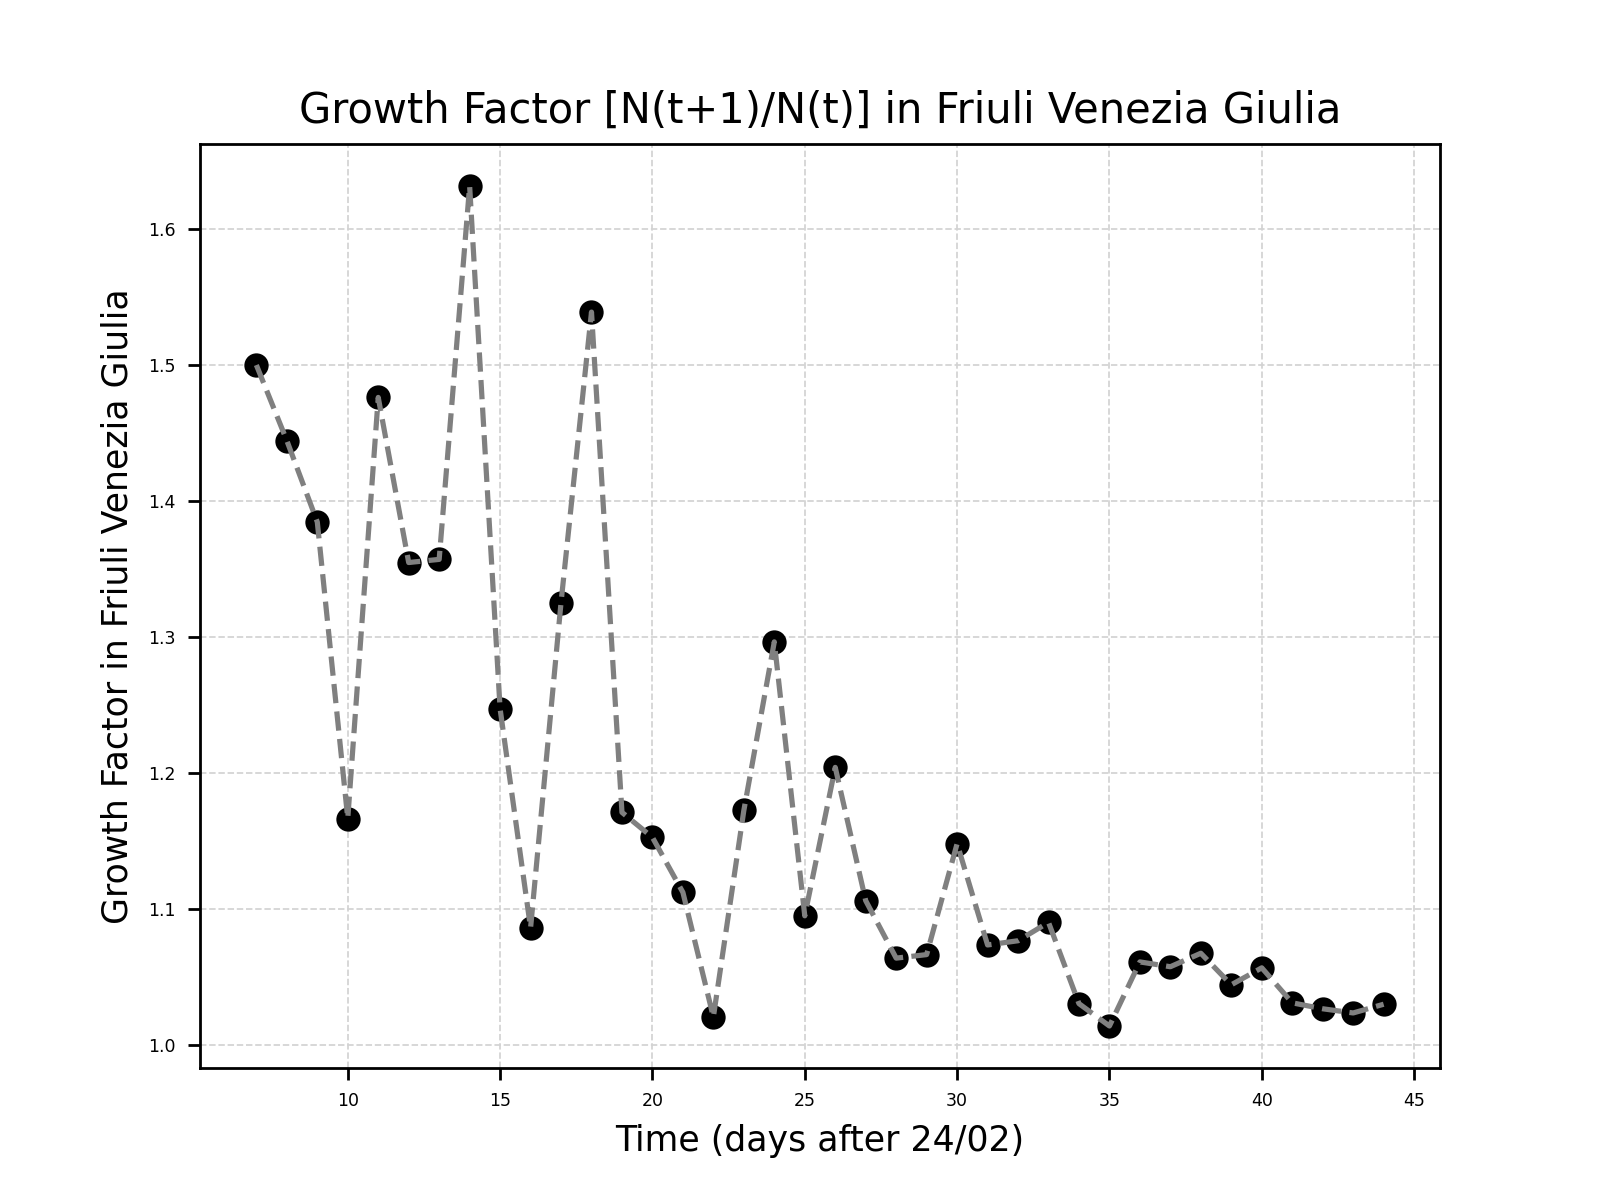 Growth Factor [N(t+1)/N(t)] in Friuli Venezia Giulia
Growth Factor in Friuli Venezia Giulia
1.6
1.5
1.4
1.3
1.2
1.1
1.0
10 15 20 25 30 35 40 45
Time (days after 24/02)